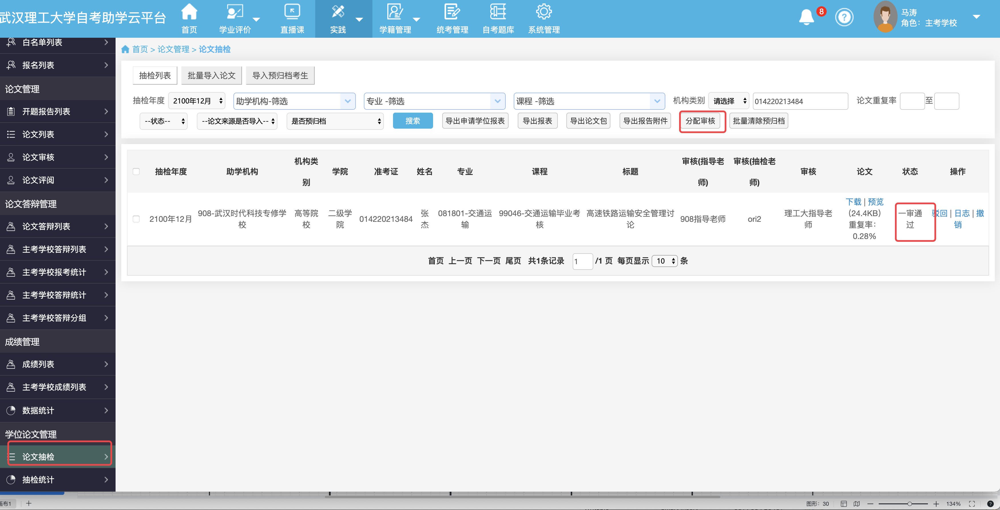 武汉理工大学自考助学云平台
首页
学业评价
直播课
实践
学籍管理
统考管理
自考题库
系统管理
8
?
马涛
角色：主考学校
白名单列表
报名列表
论文管理
开题报告列表
论文列表
论文审核
论文评阅
论文答辩管理
论文答辩列表
主考学校答辩列表
主考学校报考统计
主考学校答辩统计
主考学校答辩分组
成绩管理
成绩列表
主考学校成绩列表
数据统计
学位论文管理
论文抽检
抽检统计
首页 > 论文管理 > 论文抽检
抽检列表
批量导入论文
导入预归档考生
抽检年度 2100年12月 助学机构-筛选 专业 -筛选 课程 -筛选 机构类别 请选择 014220213484 论文重复率 至
--状态-- --论文来源是否导入-- 是否预归档 搜索 导出申请学位报表 导出报表 导出论文包 导出报告附件 分配审核 批量清除预归档
抽检年度
助学机构
机构类
别
学院
准考证
姓名
专业
课程
标题
审核(指导老
师)
审核(抽检老
师)
审核
论文
状态
操作
2100年12月
908-武汉时代科技专修学
校
高等院
校
二级学
院
014220213484
张
杰
081801-交通运
输
99046-交通运输毕业考
核
高速铁路运输安全管理讨
论
908指导老师
ori2
理工大指导老
师
下载 | 预览
(24.4KB)
重复率：
0.28%
一审通
过
驳回 | 日志 | 撤
销
首页 上一页 下一页 尾页 共1条记录 1 /1 页 每页显示 10 条
画布1
图形：30
134%
?